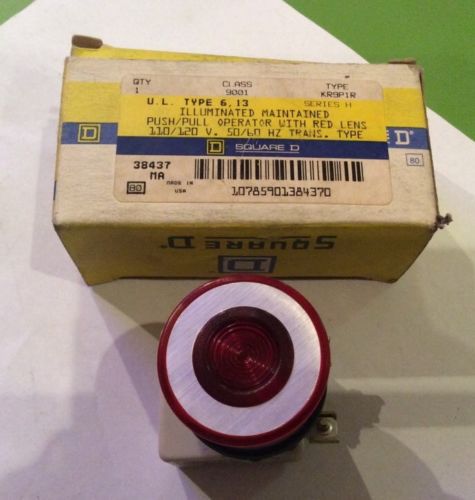 QTY CLASS TYPE
1 9001 KR9P1R
U.L. TYPE 6,13 SERIES H
ILLUMINATED MAINTAINED
PUSH/PULL OPERATOR WITH RED LENS
110/120 V. 50/60 HZ TRANS. TYPE
D SQUARE D
D
E D®
80
38437
MA
MADE IN
USA
80
10785901384370
D
SQUARE D